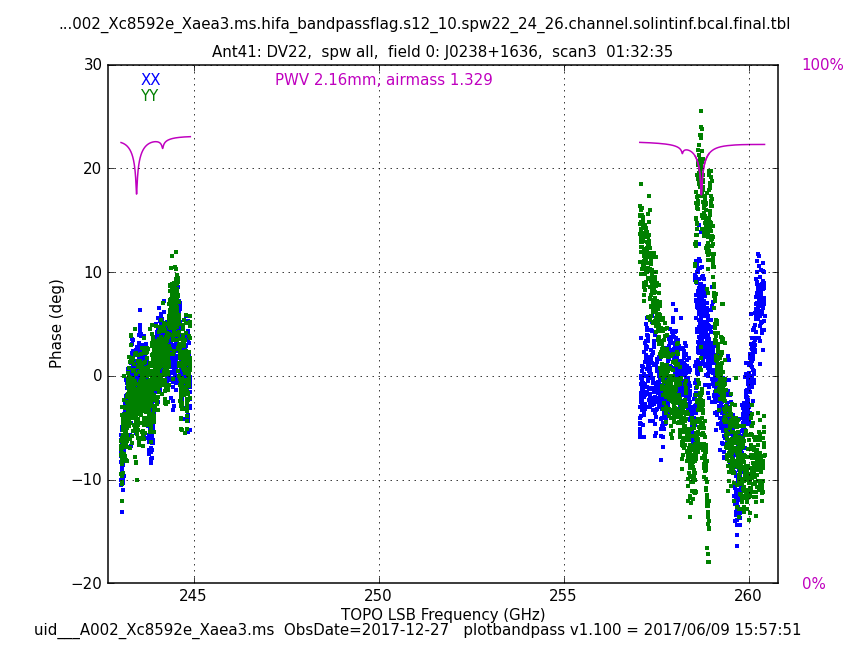 ...002_Xc8592e_Xaea3.ms.hifa_bandpassflag.s12_10.spw22_24_26.channel.solintinf.bcal.final.tbl
Ant41: DV22,  spw all,  field 0: J0238+1636,  scan3  01:32:35
30 100%
XX PWV 2.16mm, airmass 1.329
YY
20
10
Phase (deg)
0
−10
−20 0%
245 250 255 260
TOPO LSB Frequency (GHz)
uid___A002_Xc8592e_Xaea3.ms  ObsDate=2017-12-27   plotbandpass v1.100 = 2017/06/09 15:57:51